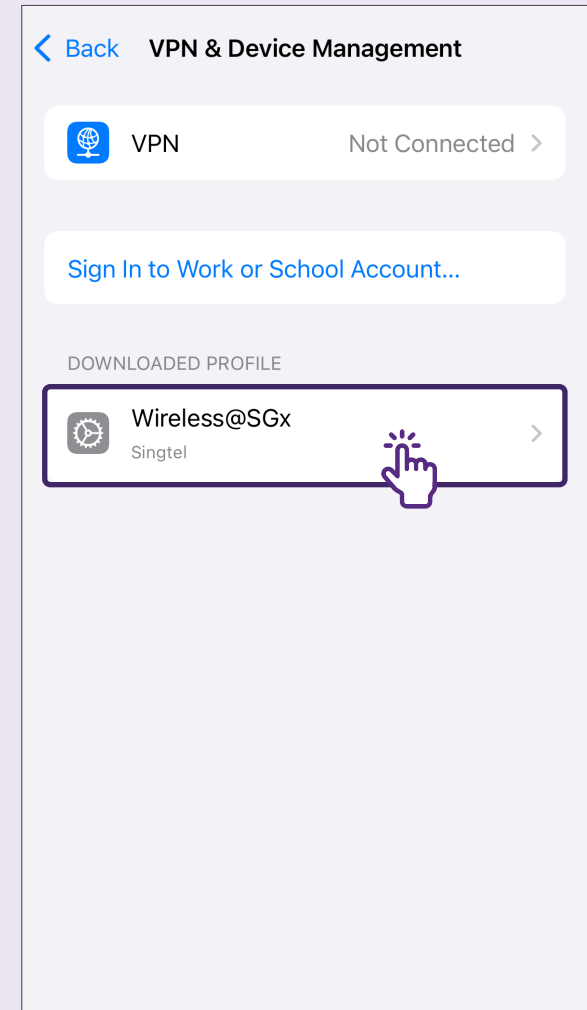 Back VPN & Device Management
VPN Not Connected
Sign In to Work or School Account...
DOWNLOADED PROFILE
Wireless@SGx
Singtel